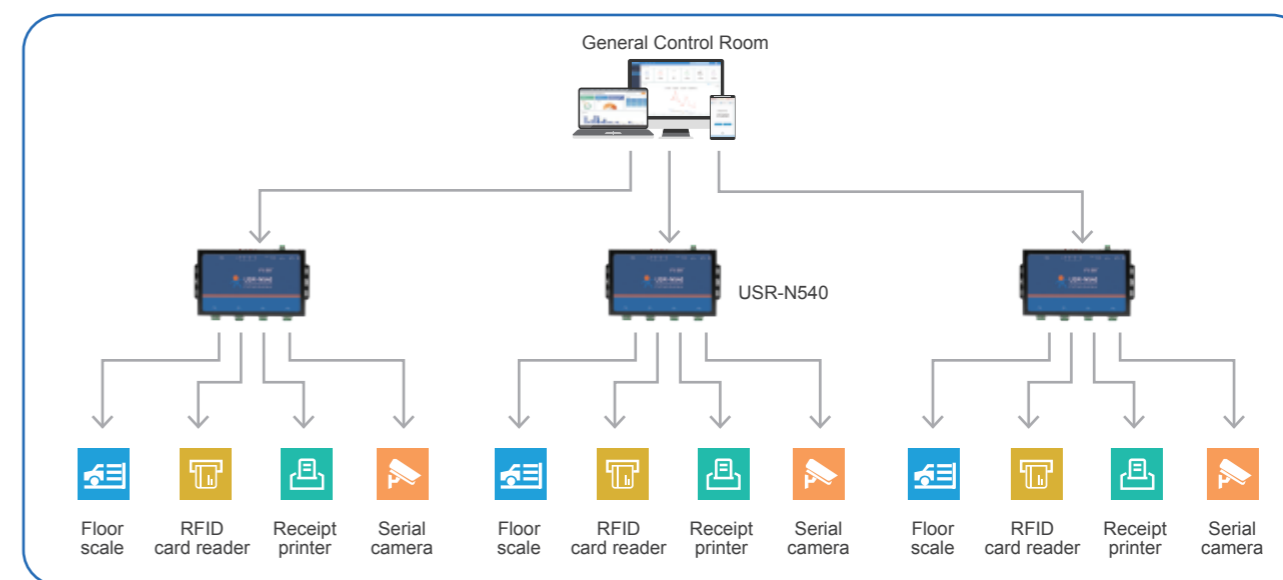 General Control Room
USR-N540
Floor
scale
RFID
card reader
Receipt
printer
Serial
camera
Floor
scale
RFID
card reader
Receipt
printer
Serial
camera
Floor
scale
RFID
card reader
Receipt
printer
Serial
camera